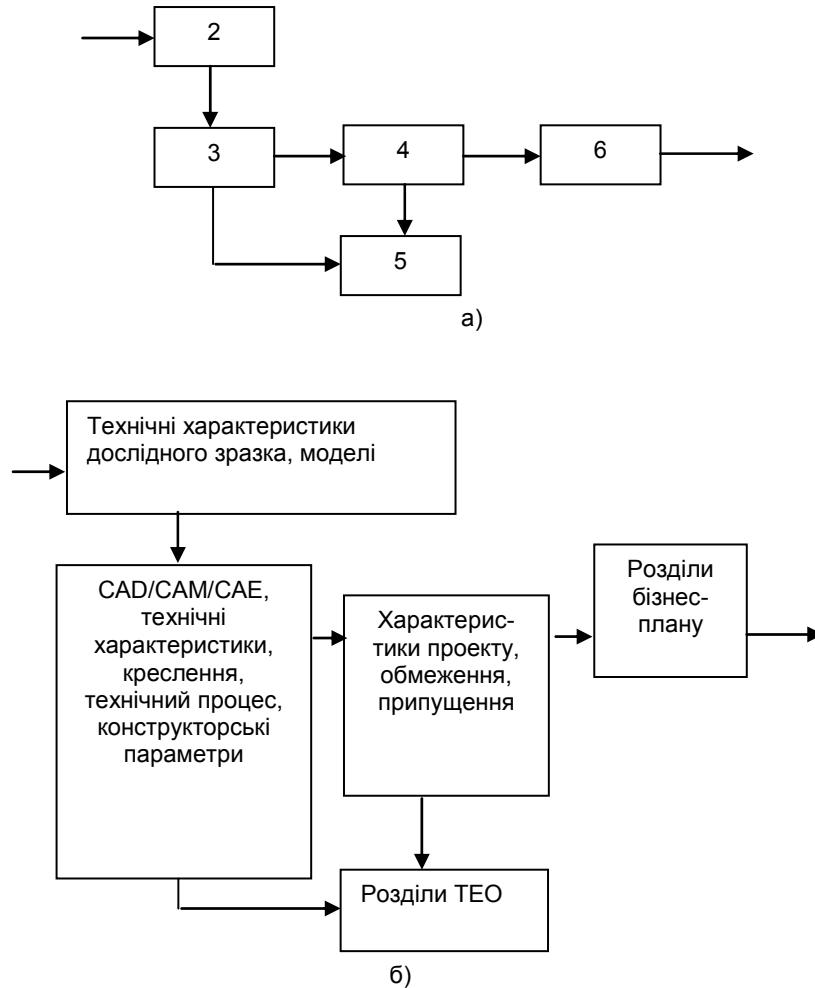 2
3
4
6
5
а)
Технічні характеристики
дослідного зразка, моделі
CAD/CAM/CAE,
технічні
характеристики,
креслення,
технічний процес,
конструкторські
параметри
Характерис-
тики проекту,
обмеження,
припущення
Розділи
бізнес-
плану
Розділи ТЕО
б)